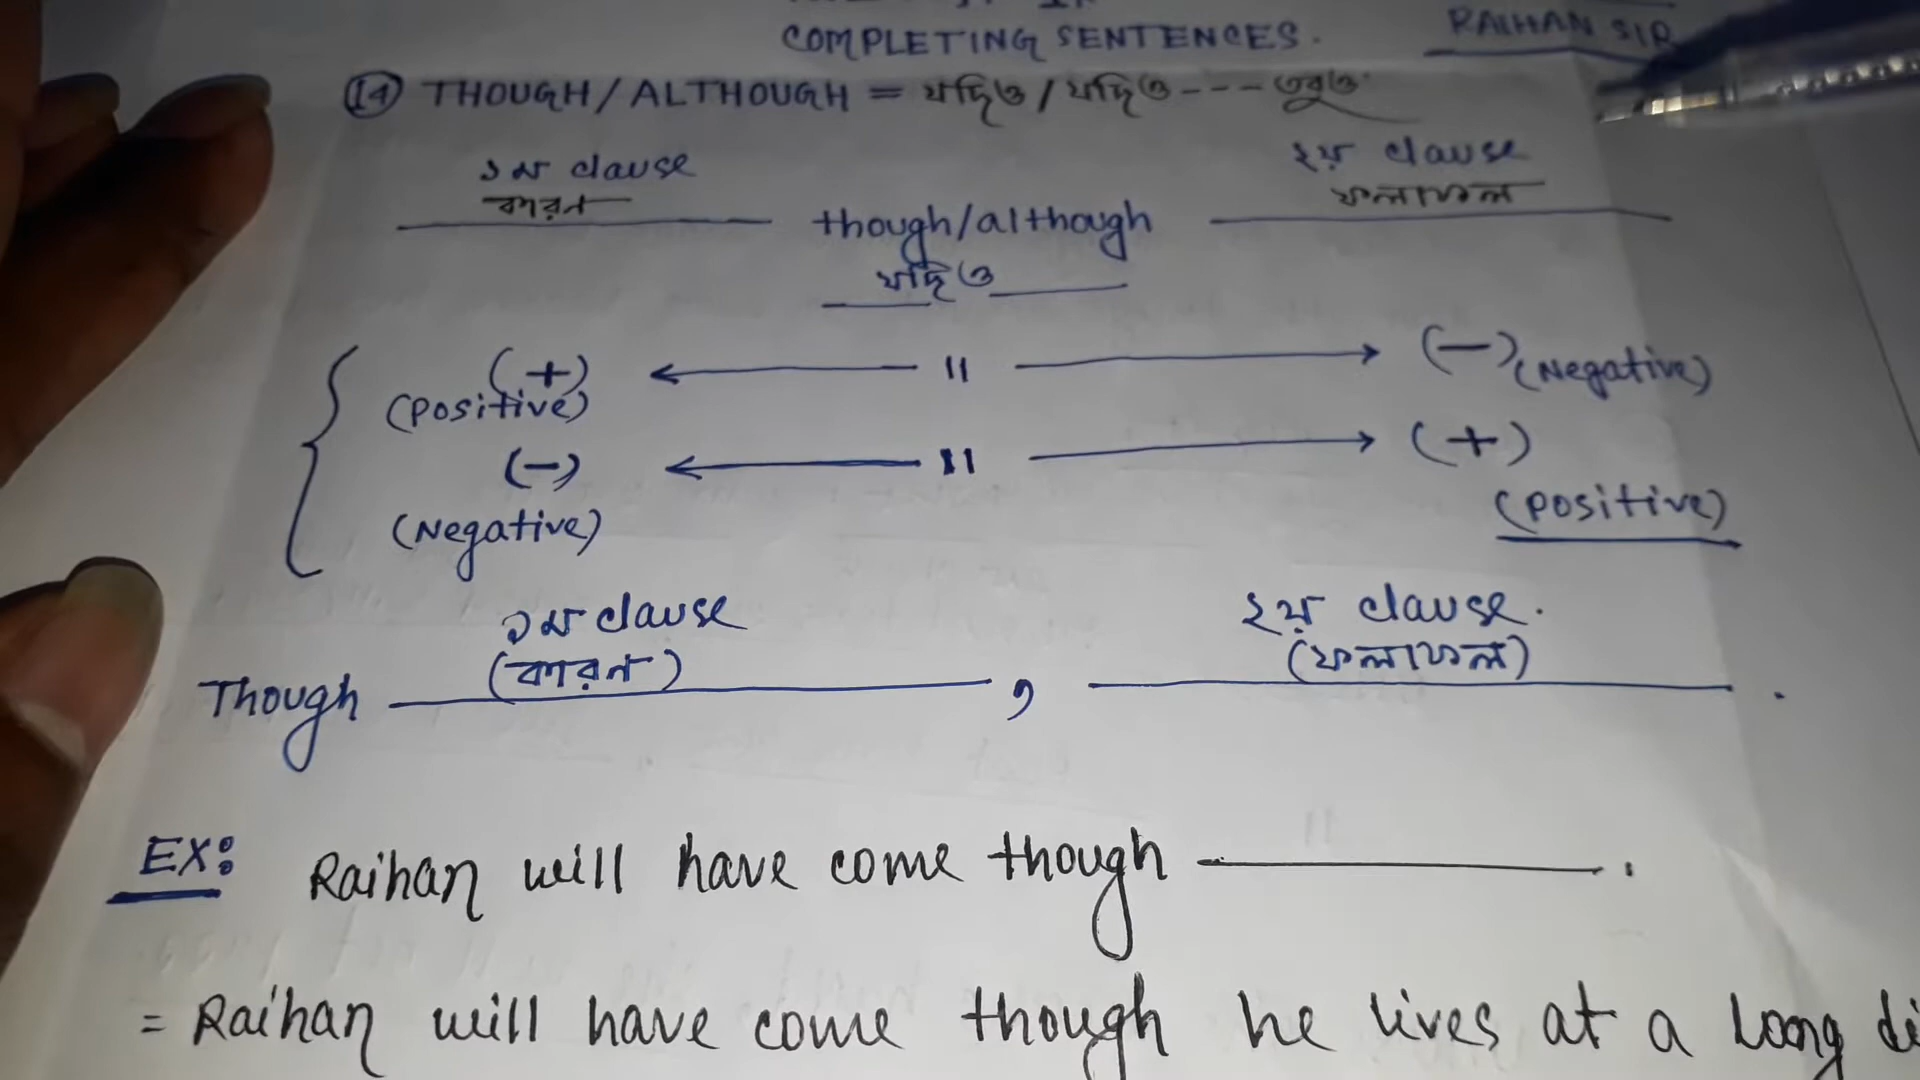 COMPLETING SENTENCES.
RAIHAN SIR
14 THOUGH/ALTHOUGH = যদিও/যদিও---তবুও
১ম clause
কারন
though/although
যদিও
২য় clause
ফলাফল
(+) ← " → (-) (Negative)
(Positive)
(-) ← " → (+)
(Negative)
(Positive)
১ম clause
২য় clause.
Though (কারন) , (ফলাফল) .
EX: Raihan will have come though .
= Raihan will have come though he lives at a long